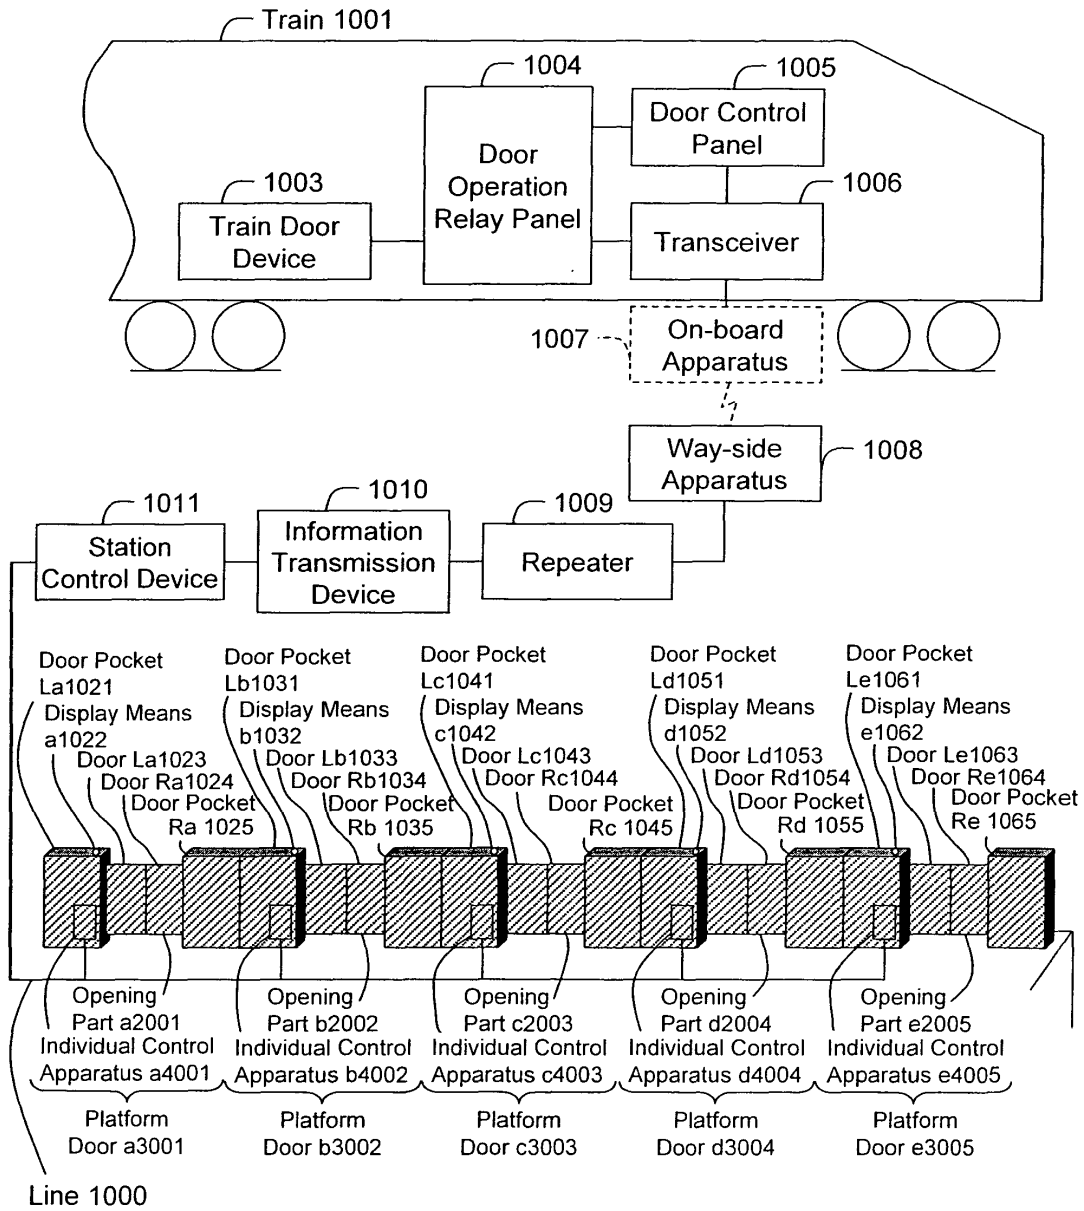 Train 1001
1004
1005
Door Control
Panel
Door
Operation
Relay Panel
1003
1006
Train Door
Device
Transceiver
1007
On-board
Apparatus
Way-side
Apparatus
1008
1011
1010
1009
Station
Control Device
Information
Transmission
Device
Repeater
Door Pocket
La1021
Display Means
a1022
Door La1023
Door Ra1024
Door Pocket
Ra 1025
Door Pocket
Lb1031
Display Means
b1032
Door Lb1033
Door Rb1034
Door Pocket
Rb 1035
Door Pocket
Lc1041
Display Means
c1042
Door Lc1043
Door Rc1044
Door Pocket
Rc 1045
Door Pocket
Ld1051
Display Means
d1052
Door Ld1053
Door Rd1054
Door Pocket
Rd 1055
Door Pocket
Le1061
Display Means
e1062
Door Le1063
Door Re1064
Door Pocket
Re 1065
Opening
Part a2001
Individual Control
Apparatus a4001
Platform
Door a3001
Opening
Part b2002
Individual Control
Apparatus b4002
Platform
Door b3002
Opening
Part c2003
Individual Control
Apparatus c4003
Platform
Door c3003
Opening
Part d2004
Individual Control
Apparatus d4004
Platform
Door d3004
Opening
Part e2005
Individual Control
Apparatus e4005
Platform
Door e3005
Line 1000